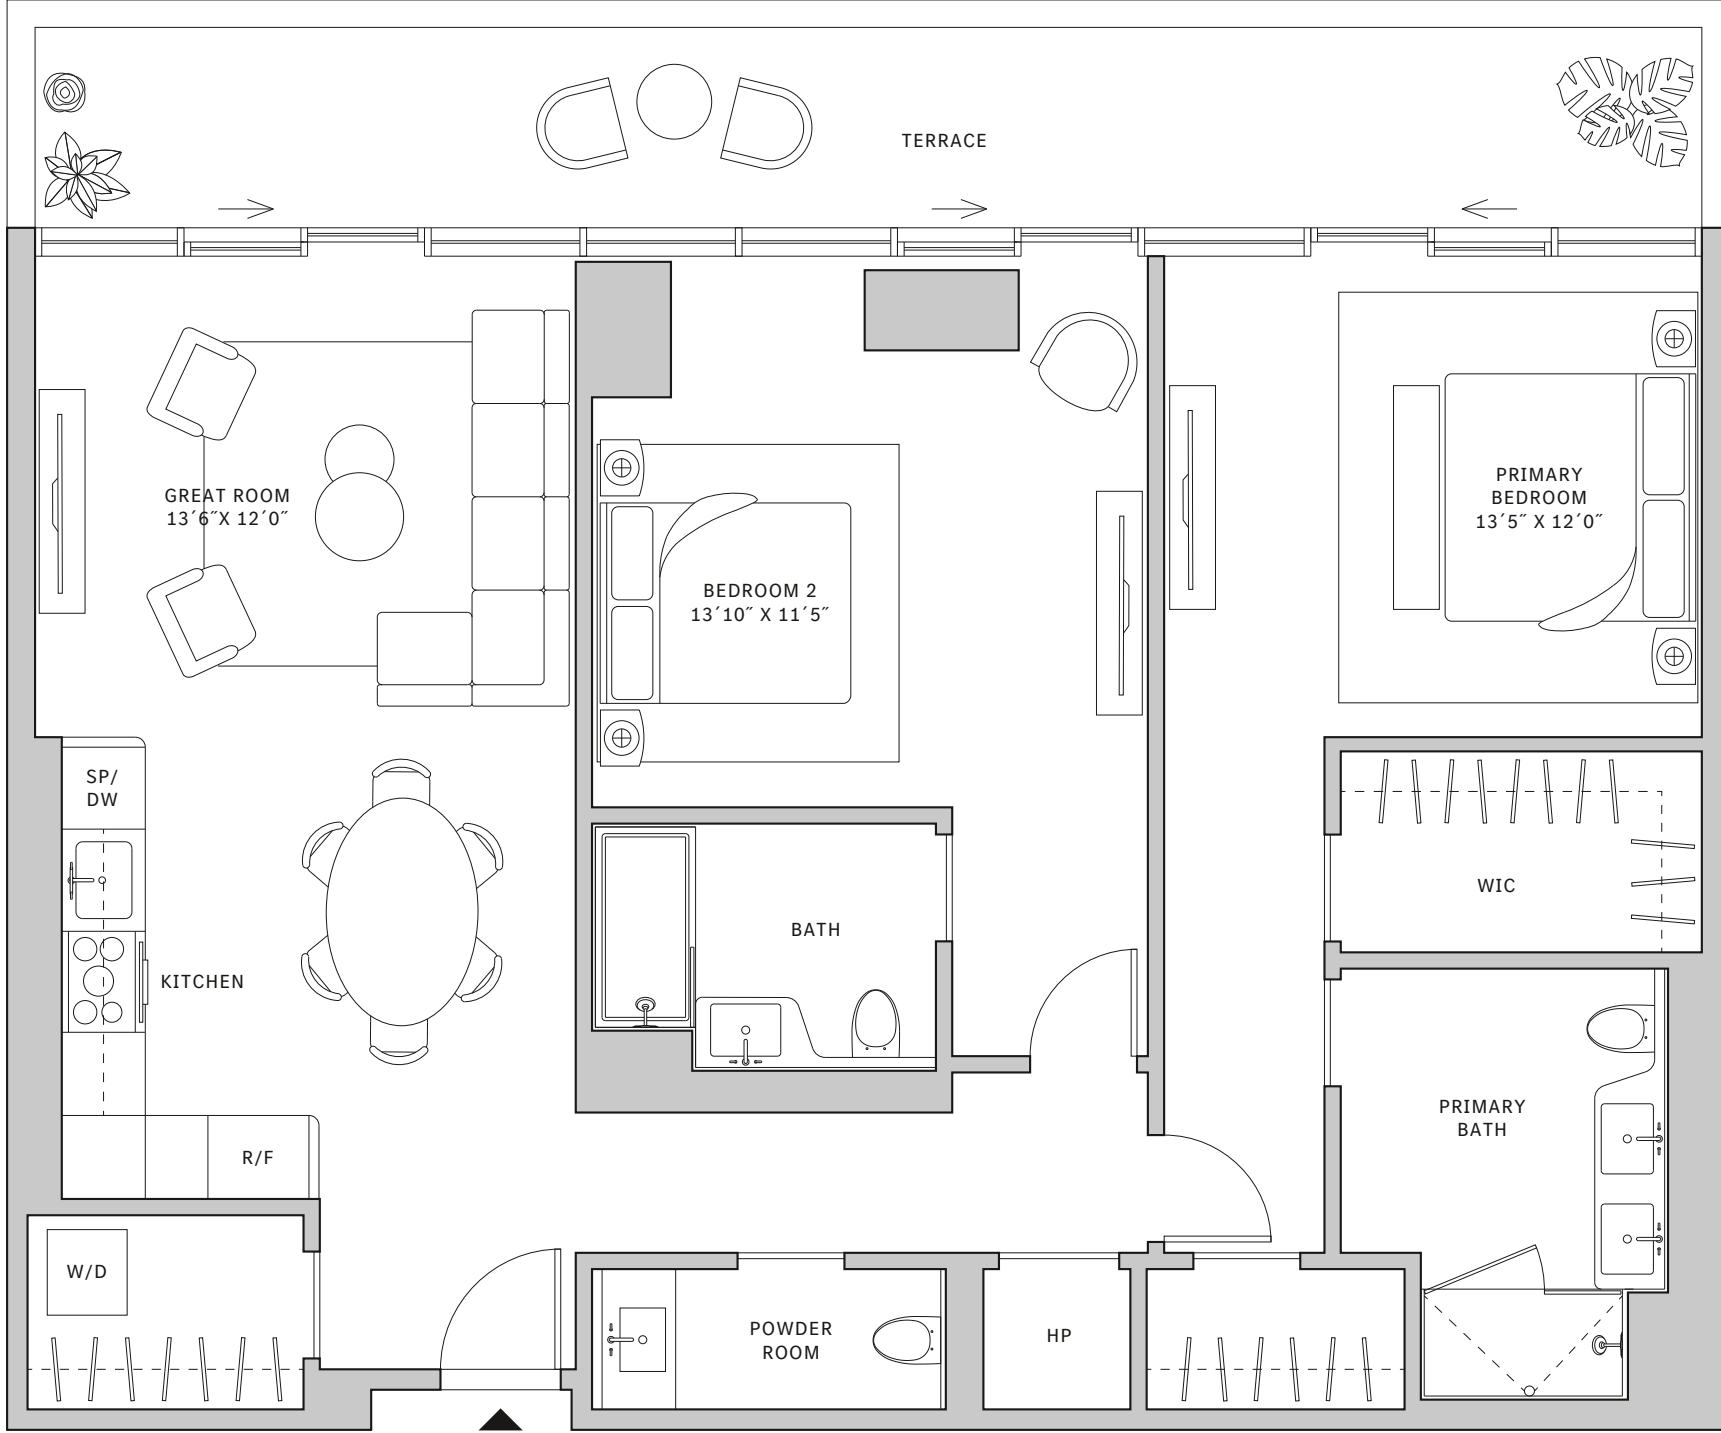 TERRACE
GREAT ROOM
13´6˝X 12´0˝
BEDROOM 2
13´10˝ X 11´5˝
PRIMARY
BEDROOM
13´5˝ X 12´0˝
SP/
DW
KITCHEN
R/F
W/D
BATH
WIC
PRIMARY
BATH
POWDER
ROOM
HP